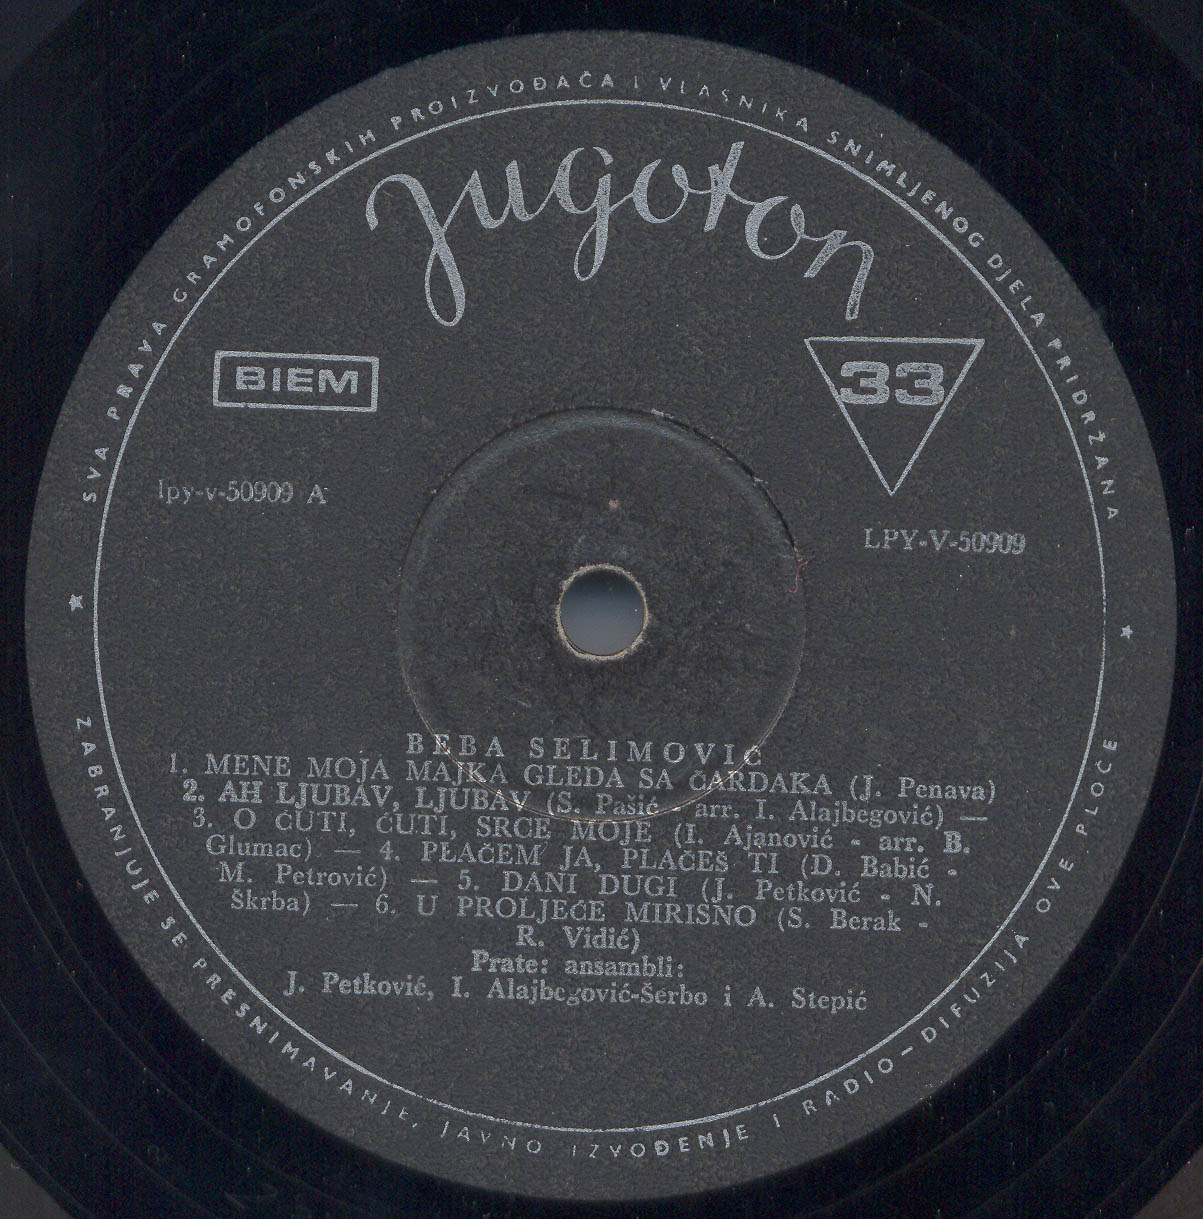 SVA PRAVA GRAMOFONSKIH PROIZVOĐAČA I VLASNIKA SNIMLJENOG DJELA PRIDRŽANA
Jugoton
BIEM
33
lpy-v-50909 A
LPY-V-50909
BEBA SELIMOVIĆ
1. MENE MOJA MAJKA GLEDA SA ČARDAKA (J. Penava)
2. AH LJUBAV, LJUBAV (S. Pašić - arr. I. Alajbegović) —
3. O ĆUTI, ĆUTI, SRCE MOJE (I. Ajanović - arr. B.
Glumac) — 4. PLAČEM JA, PLAČEŠ TI (D. Babić -
M. Petrović) — 5. DANI DUGI (J. Petković - N.
Škrba) — 6. U PROLJEĆE MIRISNO (S. Berak -
R. Vidić)
Prate: ansambli:
J. Petković, I. Alajbegović-Šerbo i A. Stepić
ZABRANJUJE SE PRESNIMAVANJE, JAVNO IZVOĐENJE I RADIO-DIFUZIJA OVE PLOČE